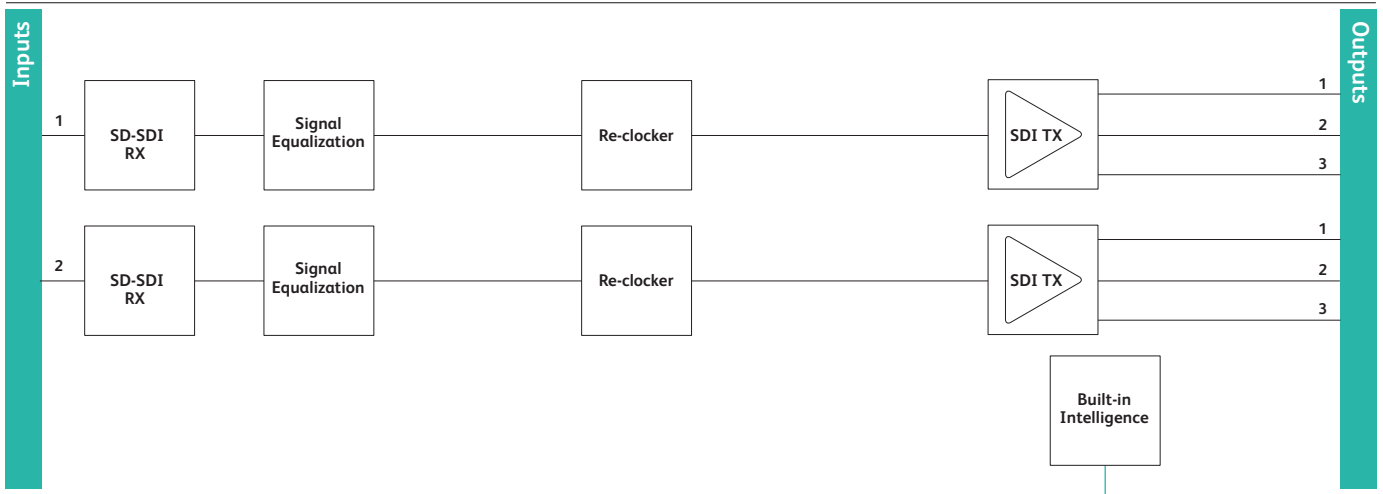 Inputs
Outputs
1
SD-SDI
RX
Signal
Equalization
Re-clocker
SDI TX
1
2
3
2
SD-SDI
RX
Signal
Equalization
Re-clocker
SDI TX
1
2
3
Built-in
Intelligence